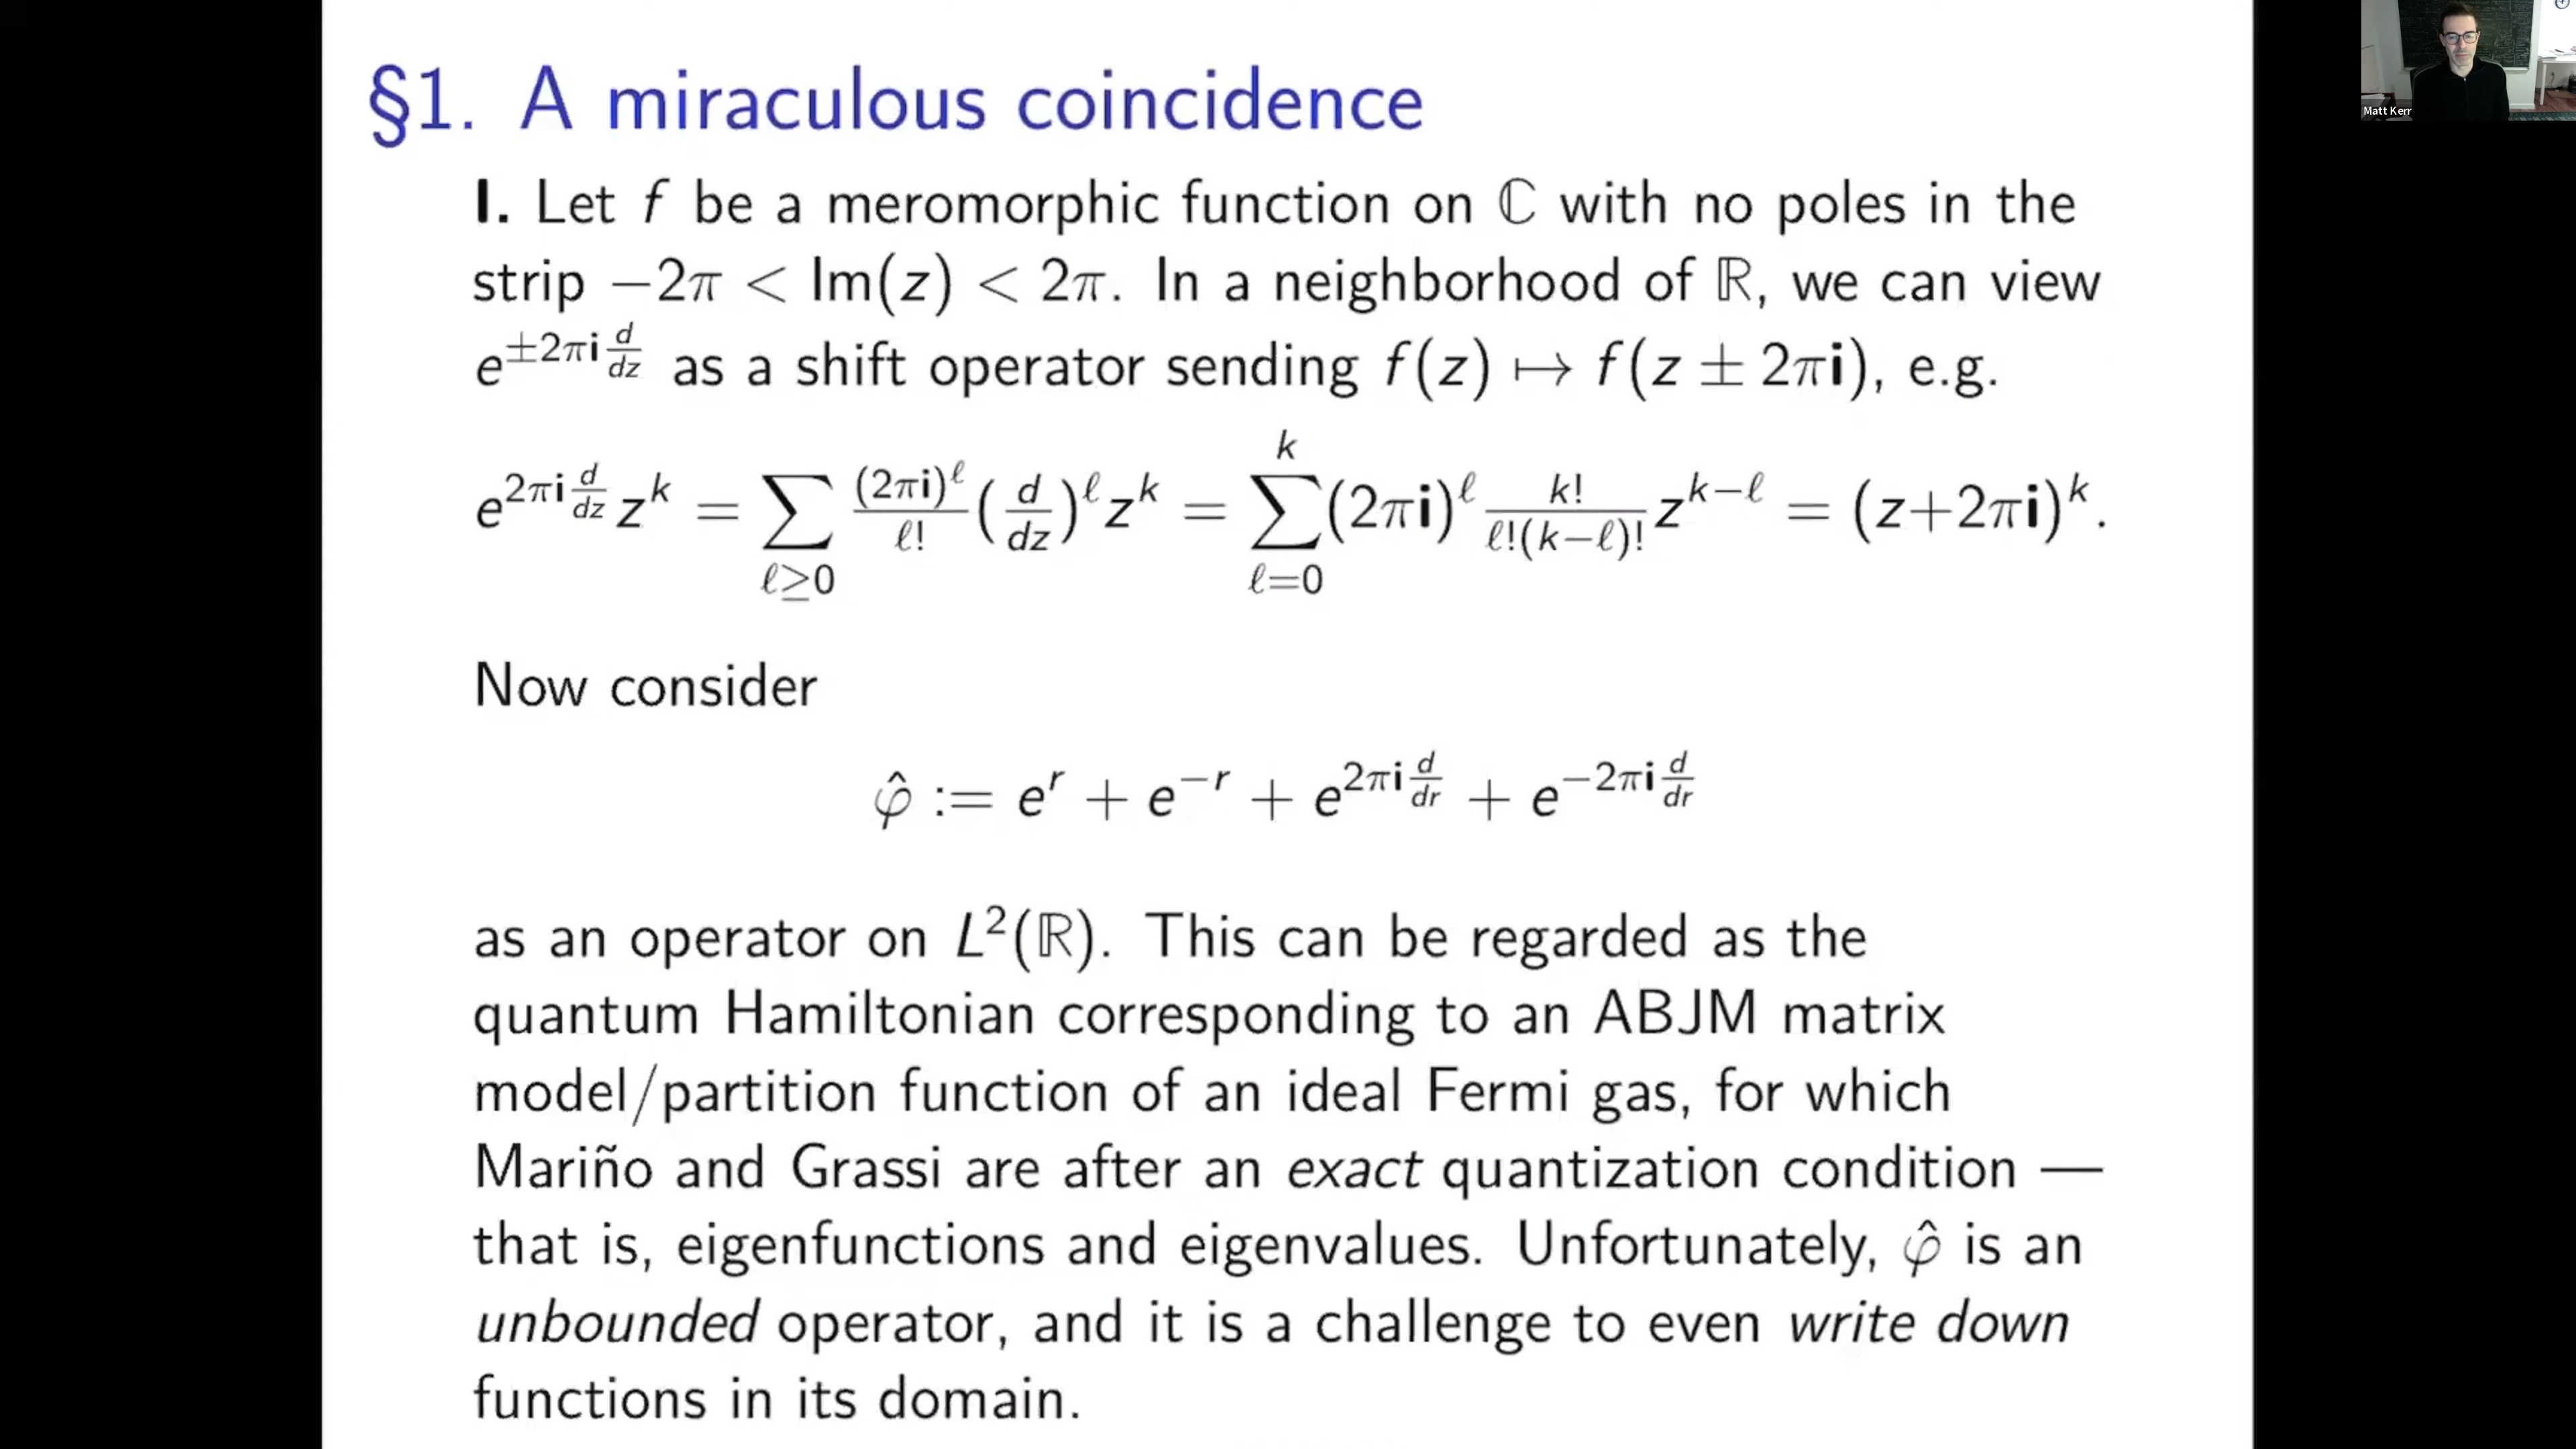 §1. A miraculous coincidence
Matt Kerr
I. Let f be a meromorphic function on ℂ with no poles in the
strip −2π < Im(z) < 2π. In a neighborhood of ℝ, we can view
e^{±2πi d/dz} as a shift operator sending f(z) ↦ f(z ± 2πi), e.g.
e^{2πi d/dz} z^k = ∑_{ℓ≥0} (2πi)^ℓ/ℓ! (d/dz)^ℓ z^k = ∑_{ℓ=0}^{k} (2πi)^ℓ k!/(ℓ!(k−ℓ)!) z^{k−ℓ} = (z+2πi)^k.
Now consider
φ̂ := e^r + e^{−r} + e^{2πi d/dr} + e^{−2πi d/dr}
as an operator on L²(ℝ). This can be regarded as the
quantum Hamiltonian corresponding to an ABJM matrix
model/partition function of an ideal Fermi gas, for which
Mariño and Grassi are after an exact quantization condition —
that is, eigenfunctions and eigenvalues. Unfortunately, φ̂ is an
unbounded operator, and it is a challenge to even write down
functions in its domain.